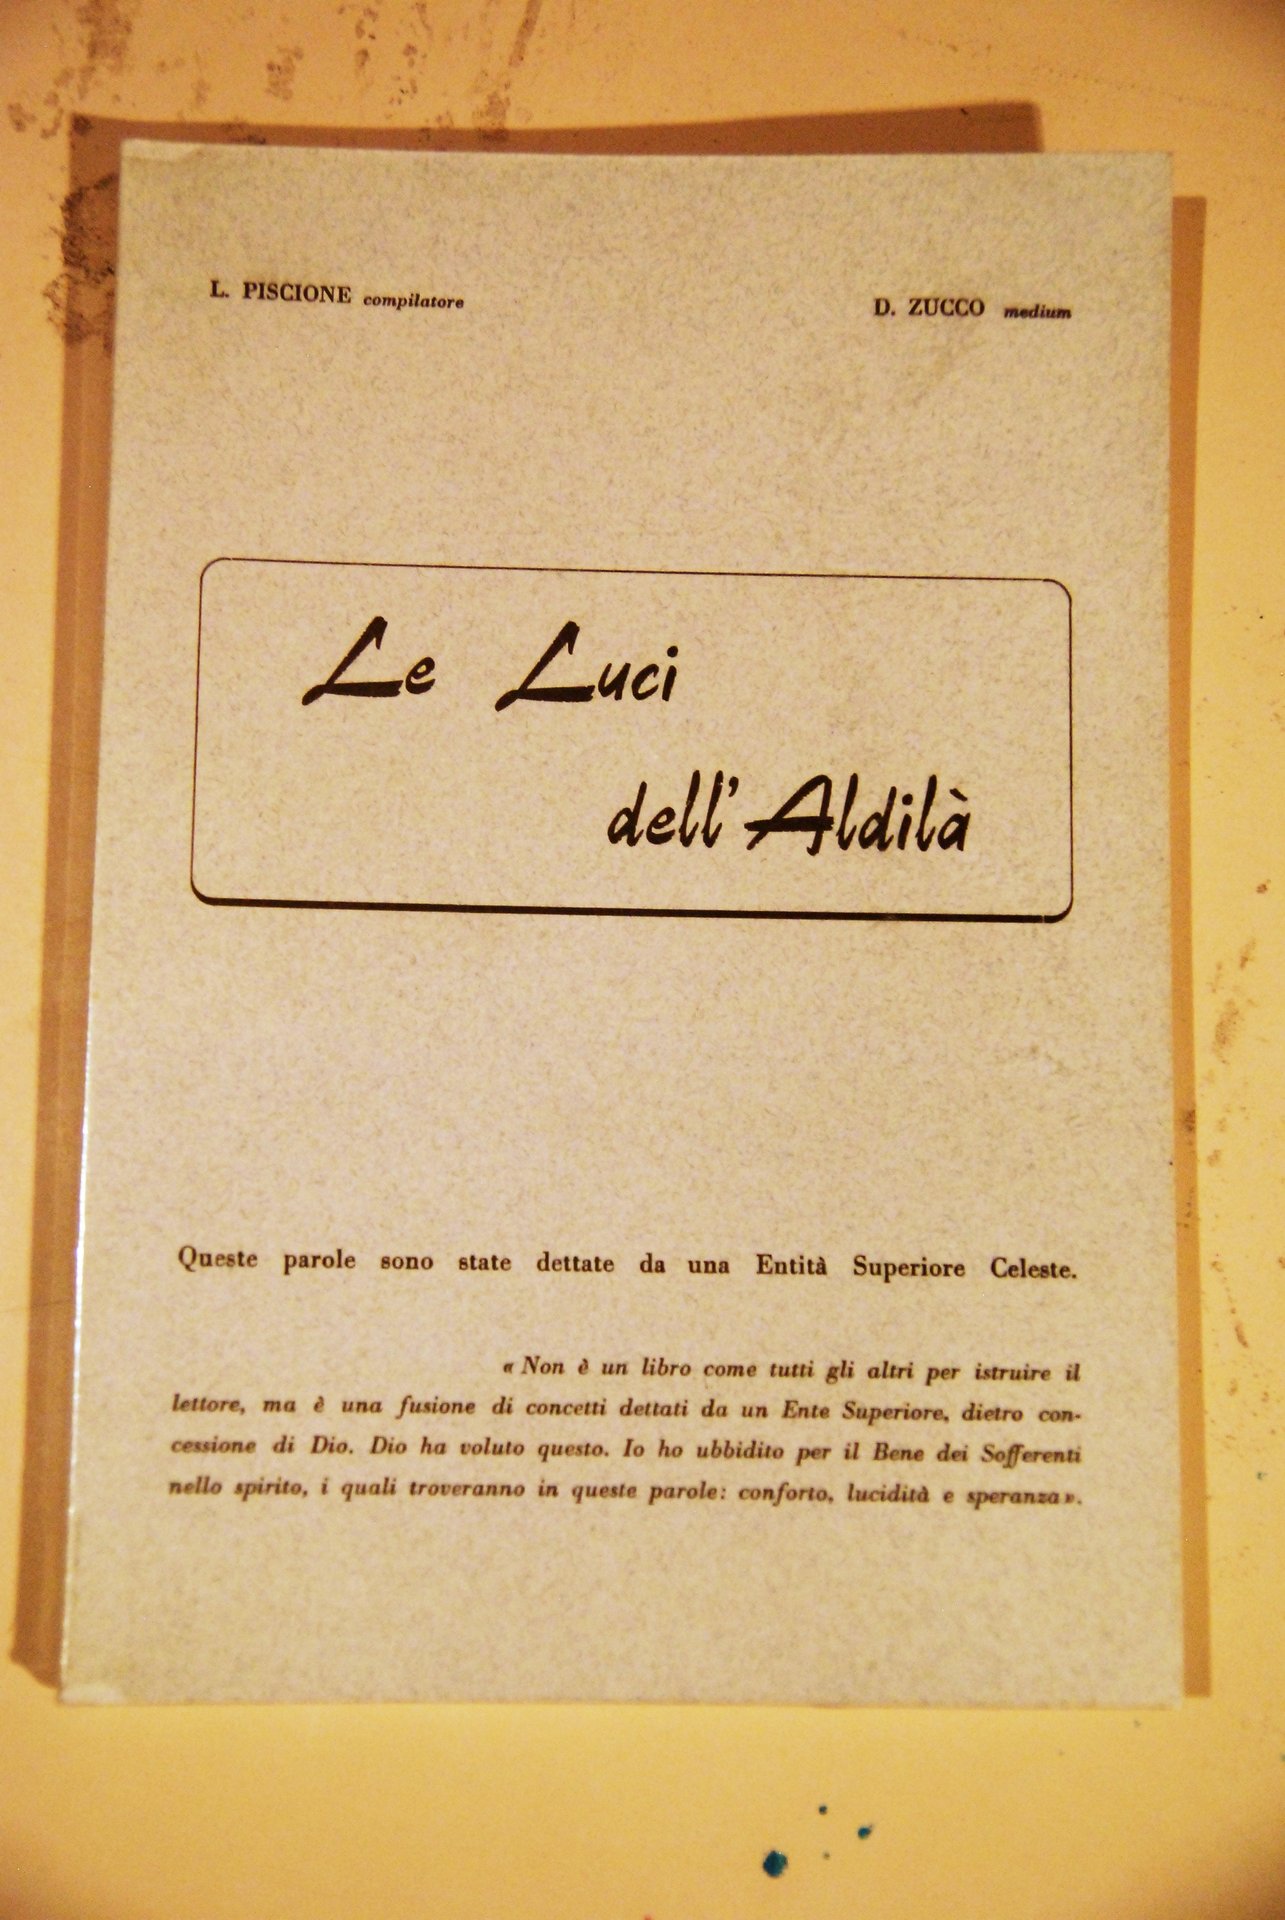 L. PISCIONE compilatore
D. ZUCCO medium
Le Luci
dell'Aldilà
Queste parole sono state dettate da una Entità Superiore Celeste.
« Non è un libro come tutti gli altri per istruire il
lettore, ma è una fusione di concetti dettati da un Ente Superiore, dietro con-
cessione di Dio. Dio ha voluto questo. Io ho ubbidito per il Bene dei Sofferenti
nello spirito, i quali troveranno in queste parole: conforto, lucidità e speranza ».